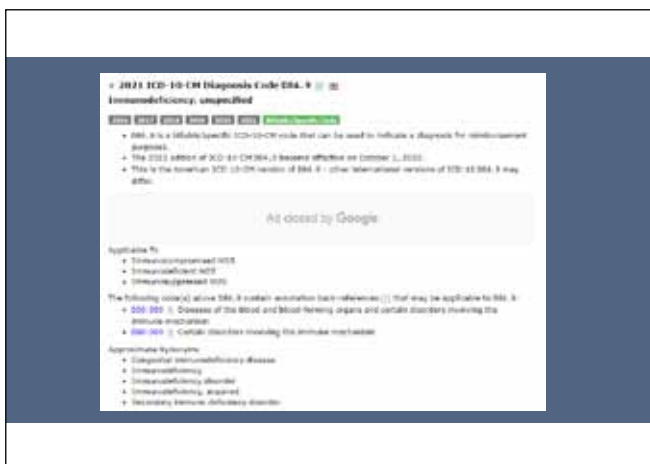 2021 ICD-10-CM Diagnosis Code D84.9
Immunodeficiency, unspecified
2016 2017 2018 2019 2020 2021 Billable/Specific Code
D84.9 is a billable/specific ICD-10-CM code that can be used to indicate a diagnosis for reimbursement
purposes.
The 2021 edition of ICD-10-CM D84.9 became effective on October 1, 2020.
This is the American ICD-10-CM version of D84.9 - other international versions of ICD-10 D84.9 may
differ.
Ad closed by Google
Applicable To
Immunocompromised NOS
Immunodeficient NOS
Immunosuppressed NOS
The following code(s) above D84.9 contain annotation back-references that may be applicable to D84.9:
D50-D89 Diseases of the blood and blood-forming organs and certain disorders involving the
immune mechanism
D80-D89 Certain disorders involving the immune mechanism
Approximate Synonyms
Congenital immunodeficiency disease
Immunodeficiency
Immunodeficiency disorder
Immunodeficiency, acquired
Secondary immune deficiency disorder